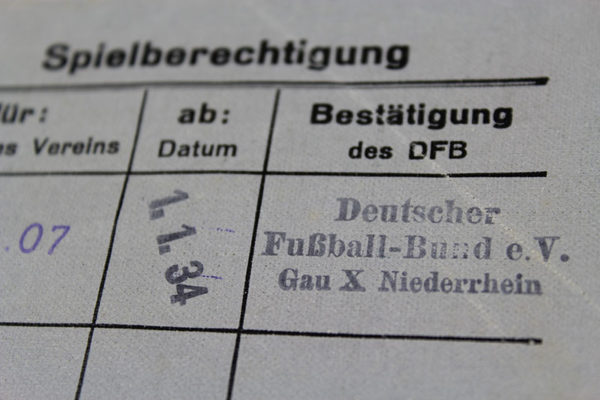 Spielberechtigung
für: ab: Bestätigung
es Vereins Datum des DFB
.07 1.1.34 Deutscher
Fußball-Bund e.V.
Gau X Niederrhein